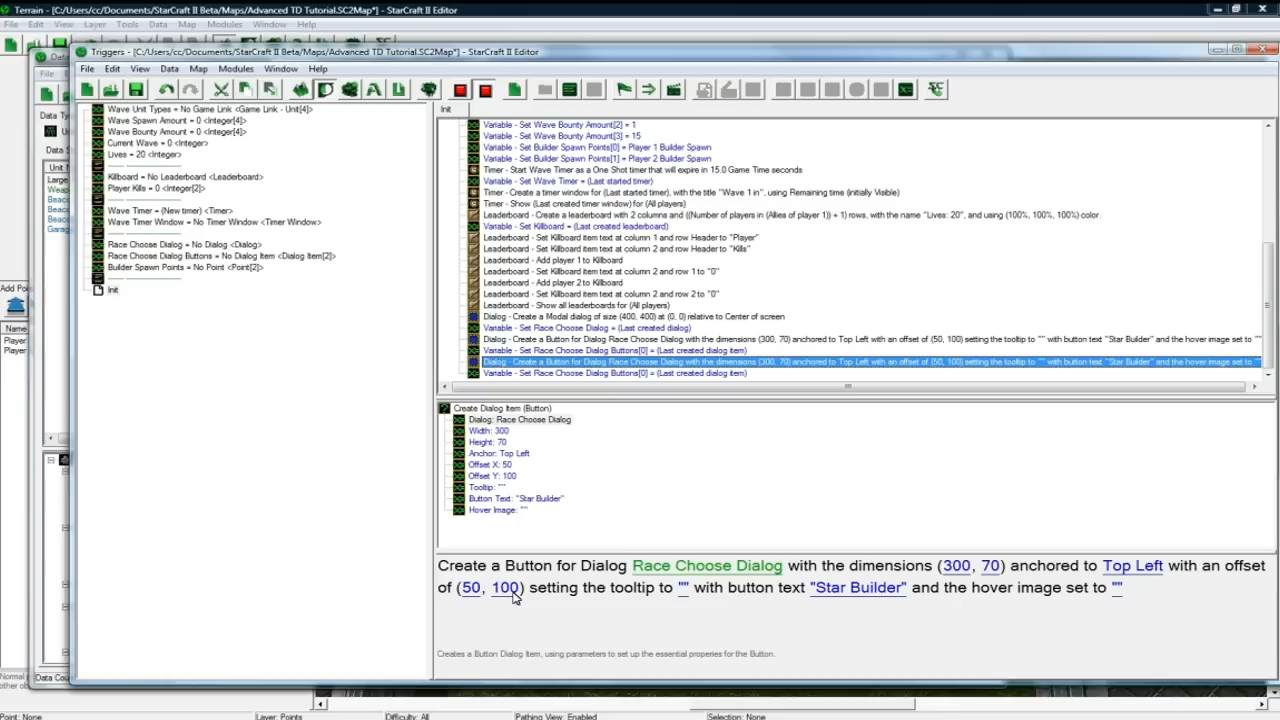 Terrain - [C:/Users/cc/Documents/StarCraft II Beta/Maps/Advanced TD Tutorial.SC2Map*] - StarCraft II Editor
File Edit View Layer Tools Data Map Modules Window Help
Triggers - [C:/Users/cc/Documents/StarCraft II Beta/Maps/Advanced TD Tutorial.SC2Map*] - StarCraft II Editor
File Edit View Data Map Modules Window Help
Wave Unit Types = No Game Link <Game Link - Unit[4]>
Wave Spawn Amount = 0 <Integer[4]>
Wave Bounty Amount = 0 <Integer[4]>
Current Wave = 0 <Integer>
Lives = 20 <Integer>
Killboard = No Leaderboard <Leaderboard>
Player Kills = 0 <Integer[2]>
Wave Timer = (New timer) <Timer>
Wave Timer Window = No Timer Window <Timer Window>
Race Choose Dialog = No Dialog <Dialog>
Race Choose Dialog Buttons = No Dialog Item <Dialog Item[2]>
Builder Spawn Points = No Point <Point[2]>
Init
Init
Variable - Set Wave Bounty Amount[2] = 1
Variable - Set Wave Bounty Amount[3] = 15
Variable - Set Builder Spawn Points[0] = Player 1 Builder Spawn
Variable - Set Builder Spawn Points[1] = Player 2 Builder Spawn
Timer - Start Wave Timer as a One Shot timer that will expire in 15.0 Game Time seconds
Variable - Set Wave Timer = (Last started timer)
Timer - Create a timer window for (Last started timer), with the title "Wave 1 in", using Remaining time (initially Visible)
Timer - Show (Last created timer window) for (All players)
Leaderboard - Create a leaderboard with 2 columns and ((Number of players in (Allies of player 1)) + 1) rows, with the name "Lives: 20", and using (100%, 100%, 100%) color.
Variable - Set Killboard = (Last created leaderboard)
Leaderboard - Set Killboard item text at column 1 and row Header to "Player"
Leaderboard - Set Killboard item text at column 2 and row Header to "Kills"
Leaderboard - Add player 1 to Killboard
Leaderboard - Set Killboard item text at column 2 and row 1 to "0"
Leaderboard - Add player 2 to Killboard
Leaderboard - Set Killboard item text at column 2 and row 2 to "0"
Leaderboard - Show all leaderboards for (All players)
Dialog - Create a Modal dialog of size (400, 400) at (0, 0) relative to Center of screen
Variable - Set Race Choose Dialog = (Last created dialog)
Dialog - Create a Button for Dialog Race Choose Dialog with the dimensions (300, 70) anchored to Top Left with an offset of (50, 100) setting the tooltip to "" with button text "Star Builder" and the hover image set to ""
Variable - Set Race Choose Dialog Buttons[0] = (Last created dialog item)
Dialog - Create a Button for Dialog Race Choose Dialog with the dimensions (300, 70) anchored to Top Left with an offset of (50, 100) setting the tooltip to "" with button text "Star Builder" and the hover image set to ""
Variable - Set Race Choose Dialog Buttons[0] = (Last created dialog item)
Create Dialog Item (Button)
Dialog: Race Choose Dialog
Width: 300
Height: 70
Anchor: Top Left
Offset X: 50
Offset Y: 100
Tooltip: ""
Button Text: "Star Builder"
Hover Image: ""
Create a Button for Dialog Race Choose Dialog with the dimensions (300, 70) anchored to Top Left with an offset
of (50, 100) setting the tooltip to "" with button text "Star Builder" and the hover image set to ""
Creates a Button Dialog Item, using parameters to set up the essential properies for the Button.
Add Po
Name
Player
Player
Data Cou
Point: None Layer: Points Difficulty: All Pathing View: Enabled Selection: None